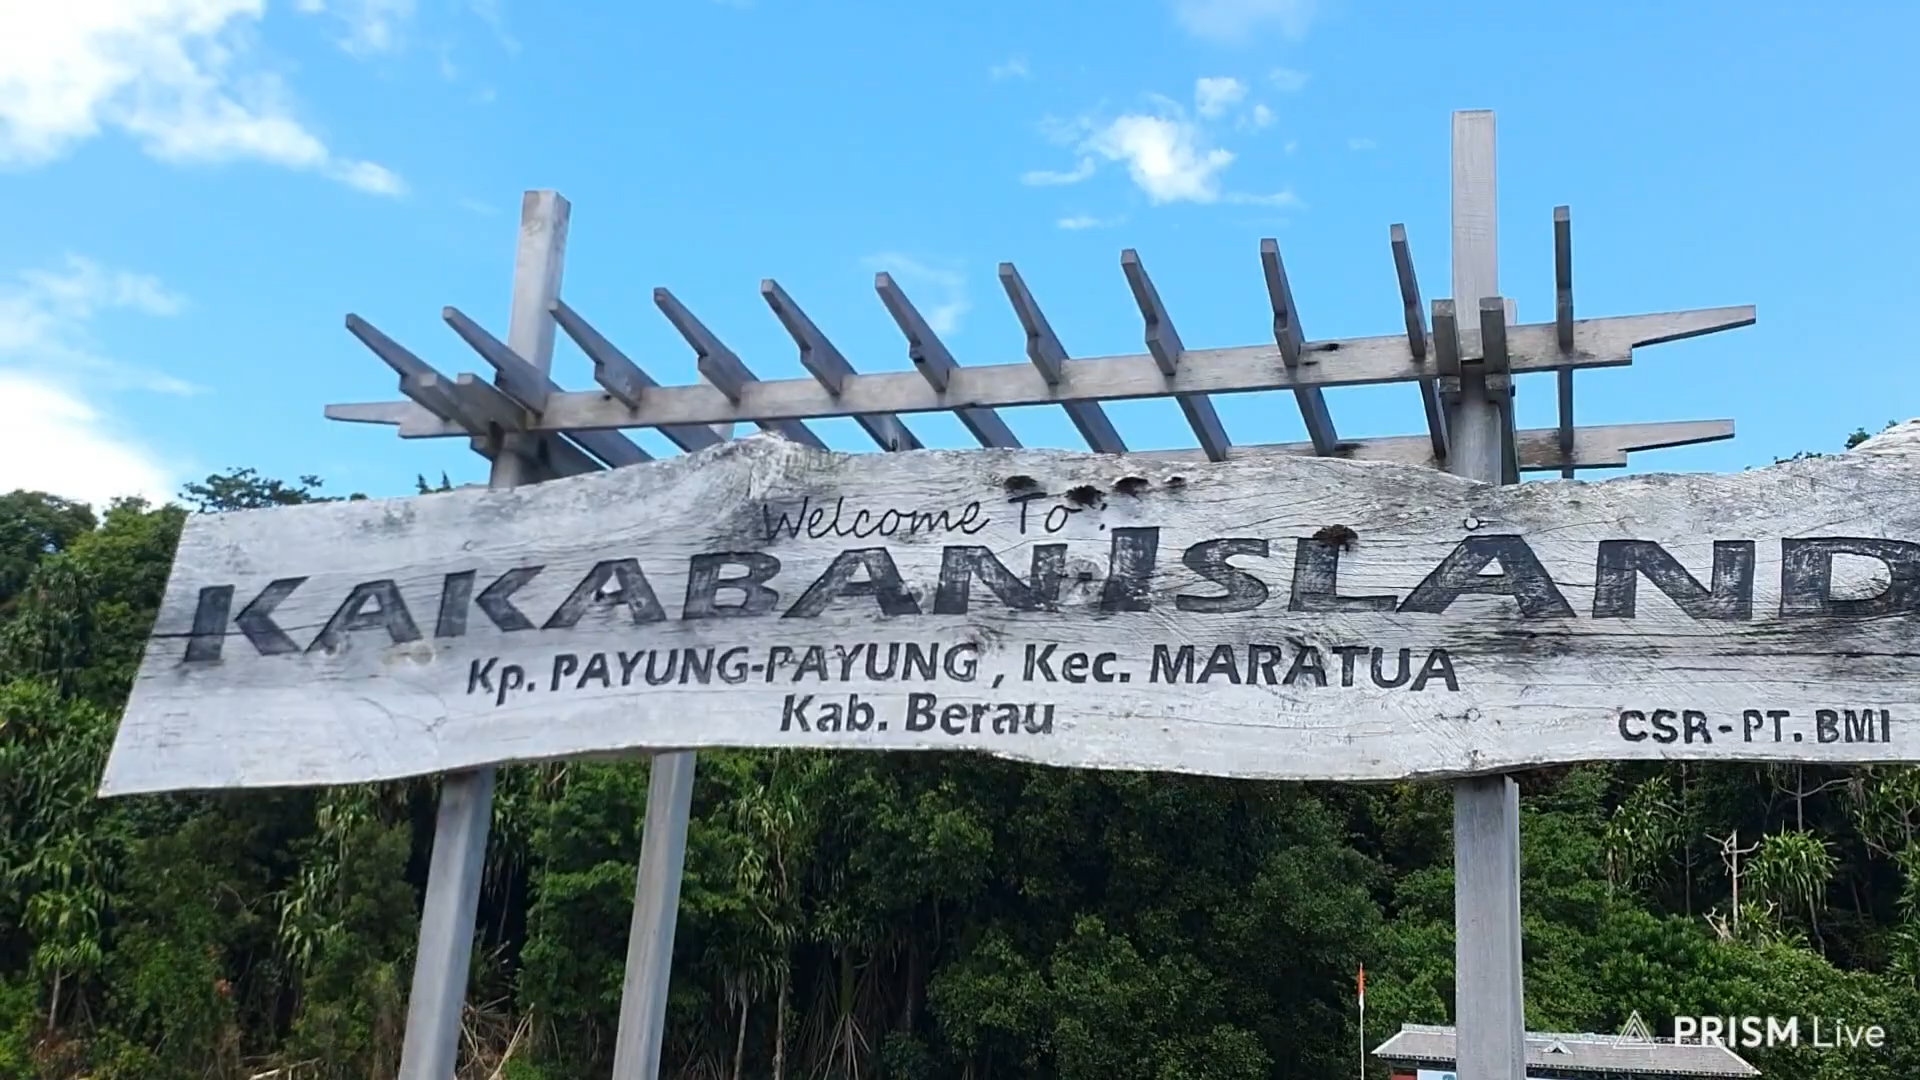 Welcome To :
KAKABAN ISLAND
Kp. PAYUNG-PAYUNG, Kec. MARATUA
Kab. Berau
CSR-PT. BMI
PRISM Live